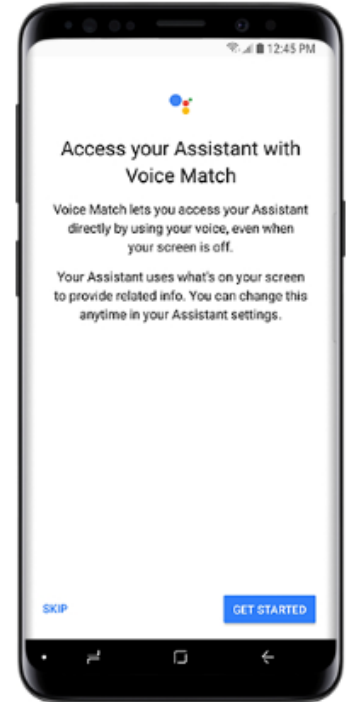 12:45 PM
Access your Assistant with
Voice Match
Voice Match lets you access your Assistant
directly by using your voice, even when
your screen is off.
Your Assistant uses what's on your screen
to provide related info. You can change this
anytime in your Assistant settings.
SKIP
GET STARTED